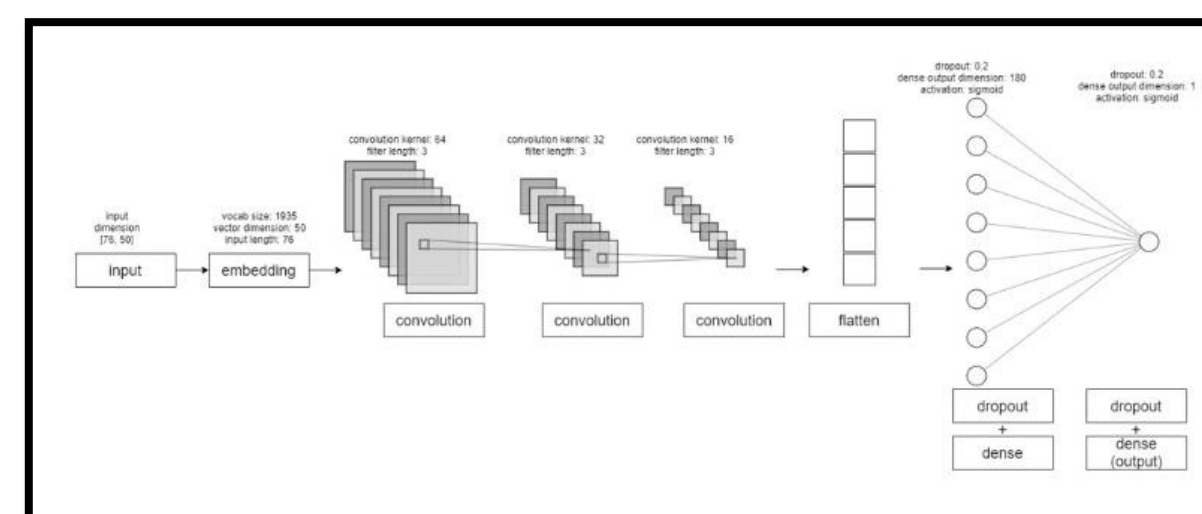 input
dimension
[76, 50]
input
vocab size: 1935
vector dimension: 50
input length: 76
embedding
convolution kernel: 64
filter length: 3
convolution
convolution kernel: 32
filter length: 3
convolution
convolution kernel: 16
filter length: 3
convolution
flatten
dropout: 0.2
dense output dimension: 180
activation: sigmoid
dropout
+
dense
dropout: 0.2
dense output dimension: 1
activation: sigmoid
dropout
+
dense
(output)